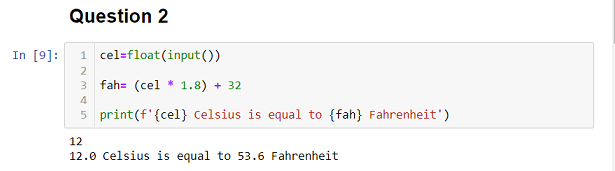 Question 2
In [9]:
1 cel=float(input())
2
3 fah= (cel * 1.8) + 32
4
5 print(f'{cel} Celsius is equal to {fah} Fahrenheit')
12
12.0 Celsius is equal to 53.6 Fahrenheit